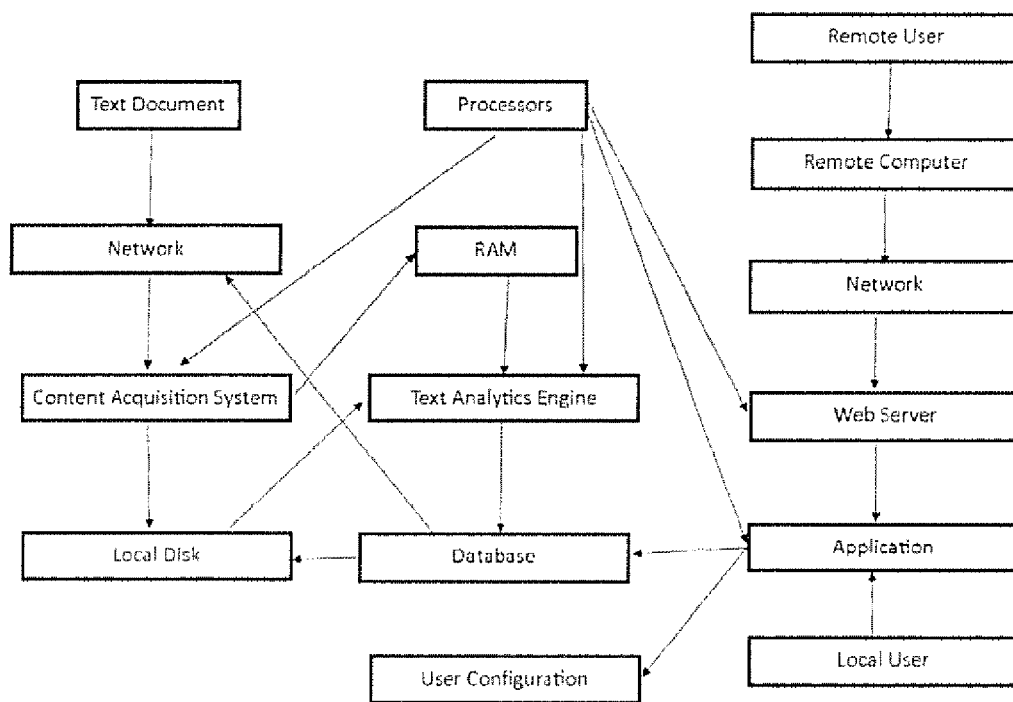 Remote User
Text Document
Processors
Remote Computer
Network
RAM
Network
Content Acquisition System
Text Analytics Engine
Web Server
Local Disk
Database
Application
User Configuration
Local User